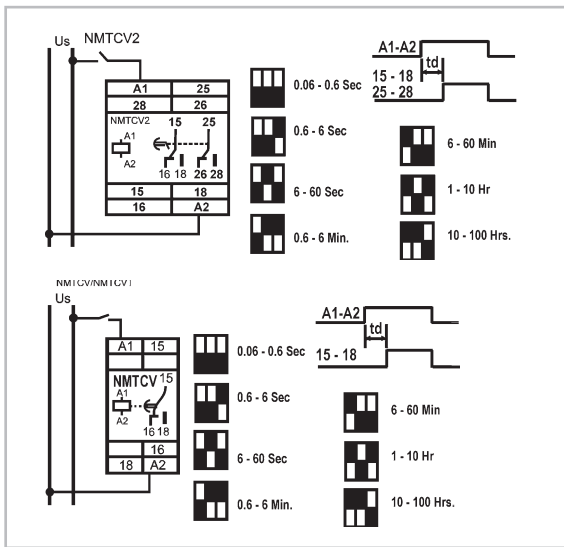 Us
NMTCV2
A1 25
28 26
NMTCV2
15 25
A1
A2
16 18 26 28
15 18
16 A2
0.06 - 0.6 Sec
0.6 - 6 Sec
6 - 60 Sec
0.6 - 6 Min.
A1-A2
td
15 - 18
25 - 28
6 - 60 Min
1 - 10 Hr
10 - 100 Hrs.
NMTCV/NMTCV1
Us
A1 15
NMTCV 15
A1
A2
16 18
16
18 A2
0.06 - 0.6 Sec
0.6 - 6 Sec
6 - 60 Sec
0.6 - 6 Min.
A1-A2
td
15 - 18
6 - 60 Min
1 - 10 Hr
10 - 100 Hrs.